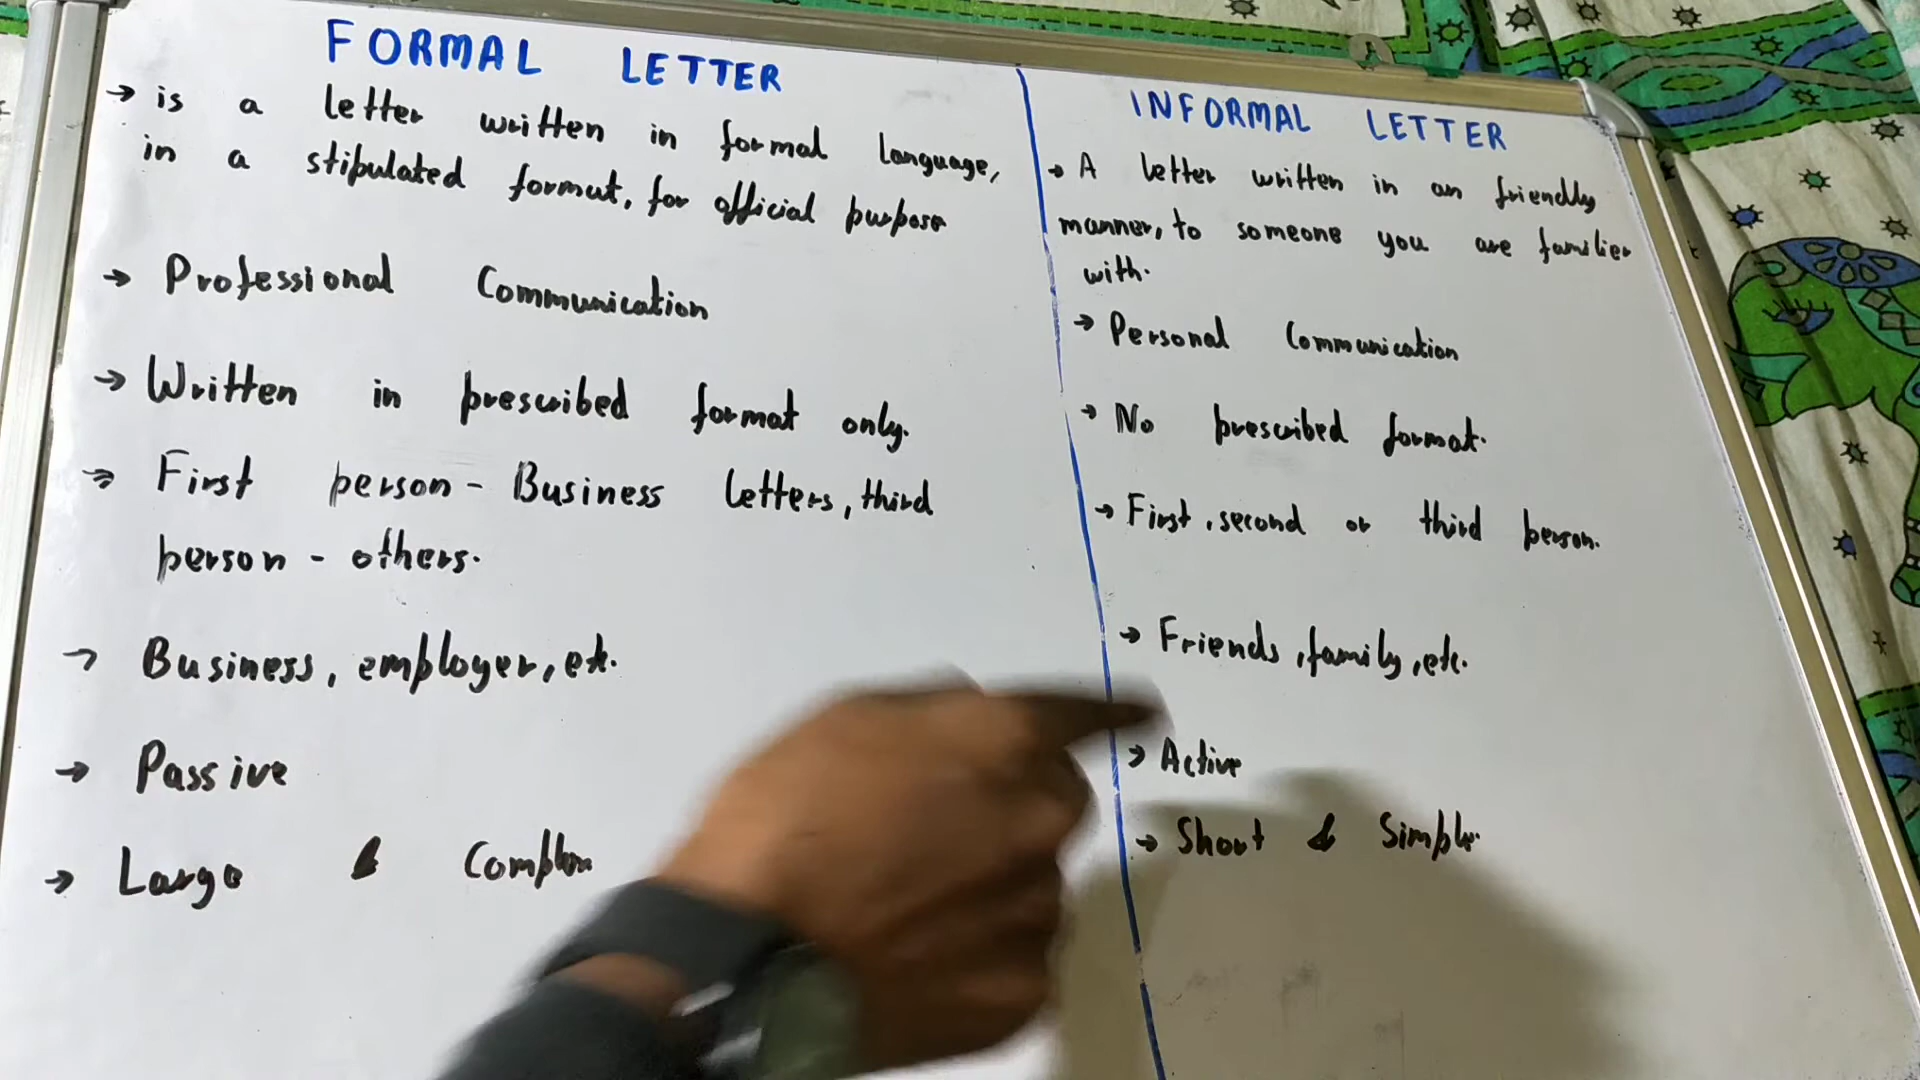 FORMAL LETTER
→ is a letter written in formal language,
in a stipulated format, for official purpose
→ Professional Communication
→ Written in prescribed format only.
→ First person - Business letters, third
person - others.
→ Business, employer, etc.
→ Passive
→ Large &
INFORMAL LETTER
→ A letter written in an friendly
manner, to someone you are familier
with.
→ Personal Communication
→ No prescribed format.
→ First, second or third person.
→ Friends, family, etc.
→ Active
→ Short & Simple.